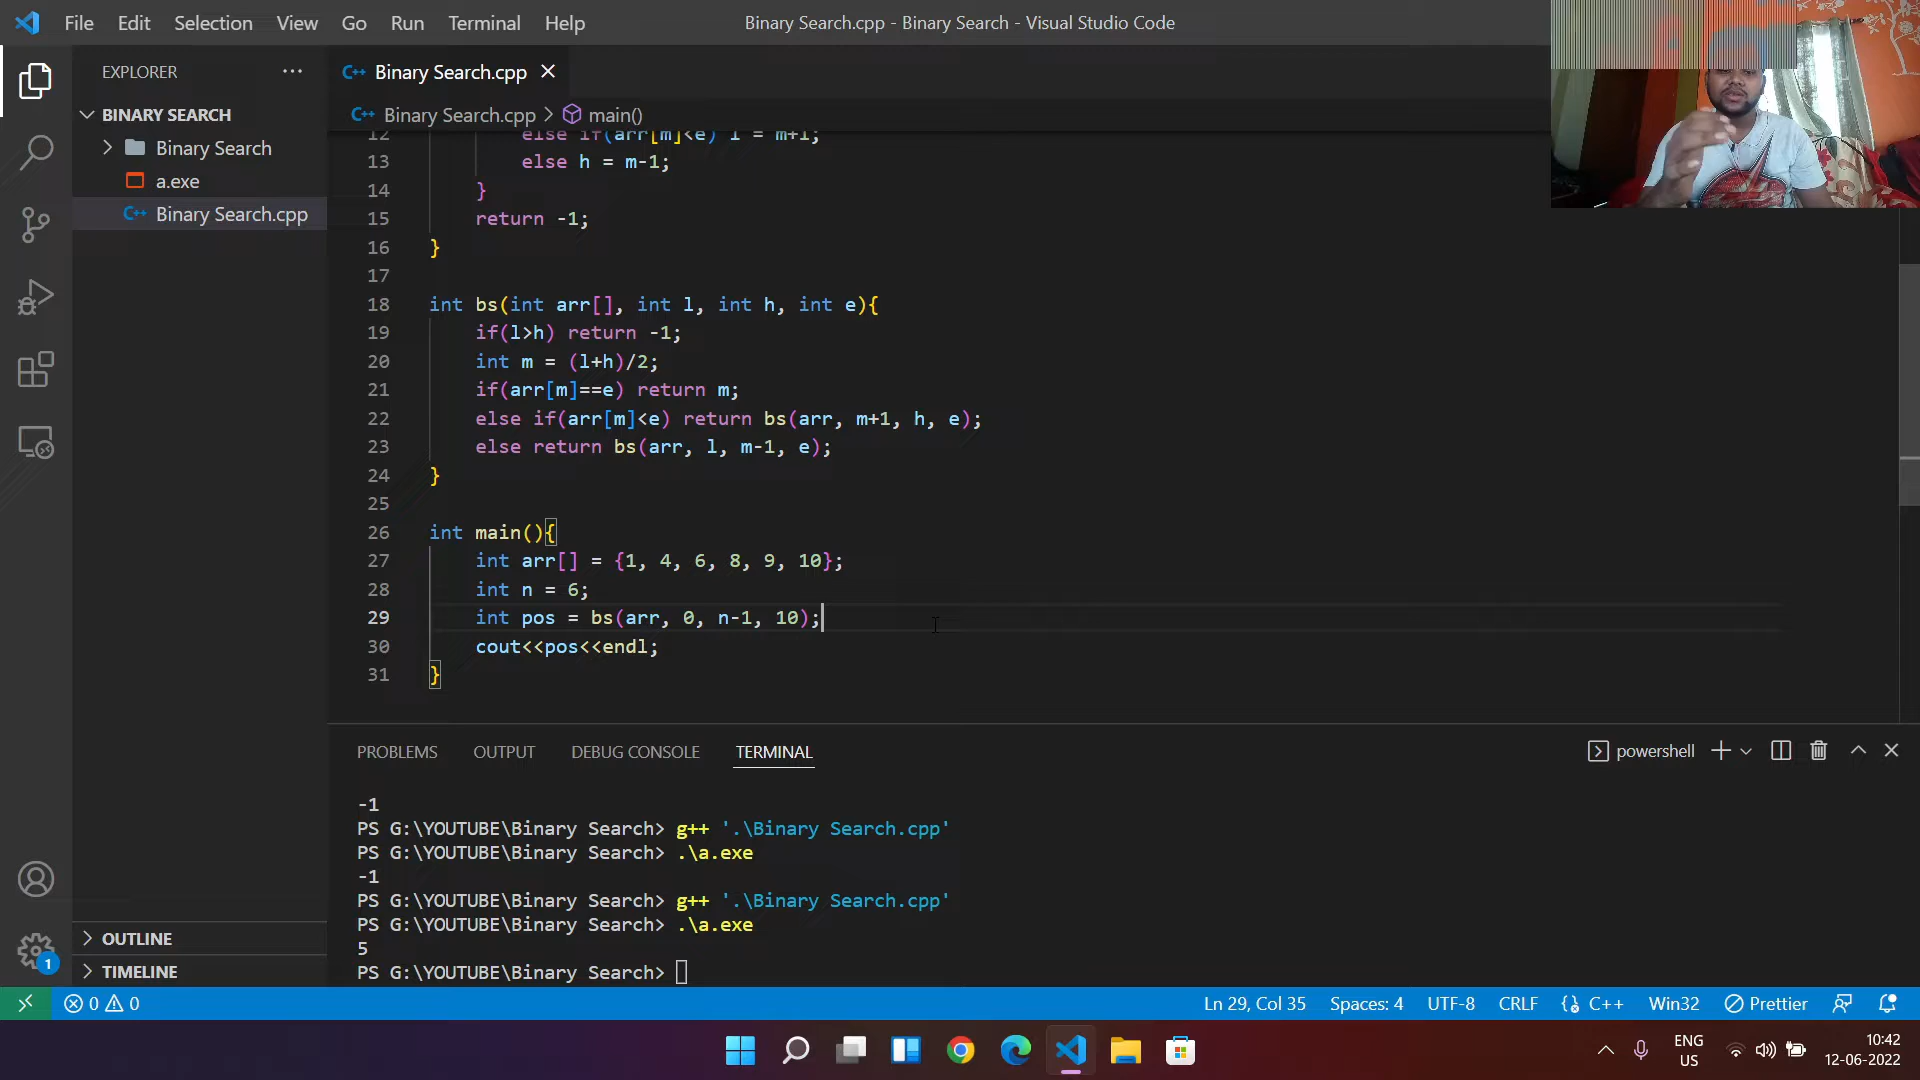 File Edit Selection View Go Run Terminal Help
Binary Search.cpp - Binary Search - Visual Studio Code
EXPLORER
BINARY SEARCH
Binary Search
a.exe
Binary Search.cpp
OUTLINE
TIMELINE
Binary Search.cpp
Binary Search.cpp > main()
12 else if(arr[m]<e) l = m+1;
13 else h = m-1;
14 }
15 return -1;
16 }
17
18 int bs(int arr[], int l, int h, int e){
19 if(l>h) return -1;
20 int m = (l+h)/2;
21 if(arr[m]==e) return m;
22 else if(arr[m]<e) return bs(arr, m+1, h, e);
23 else return bs(arr, l, m-1, e);
24 }
25
26 int main(){
27 int arr[] = {1, 4, 6, 8, 9, 10};
28 int n = 6;
29 int pos = bs(arr, 0, n-1, 10);
30 cout<<pos<<endl;
31 }
PROBLEMS OUTPUT DEBUG CONSOLE TERMINAL
powershell
-1
PS G:\YOUTUBE\Binary Search> g++ '.\Binary Search.cpp'
PS G:\YOUTUBE\Binary Search> .\a.exe
-1
PS G:\YOUTUBE\Binary Search> g++ '.\Binary Search.cpp'
PS G:\YOUTUBE\Binary Search> .\a.exe
5
PS G:\YOUTUBE\Binary Search>
1
0 0
Ln 29, Col 35 Spaces: 4 UTF-8 CRLF {} C++ Win32 Prettier
ENG
US
10:42
12-06-2022